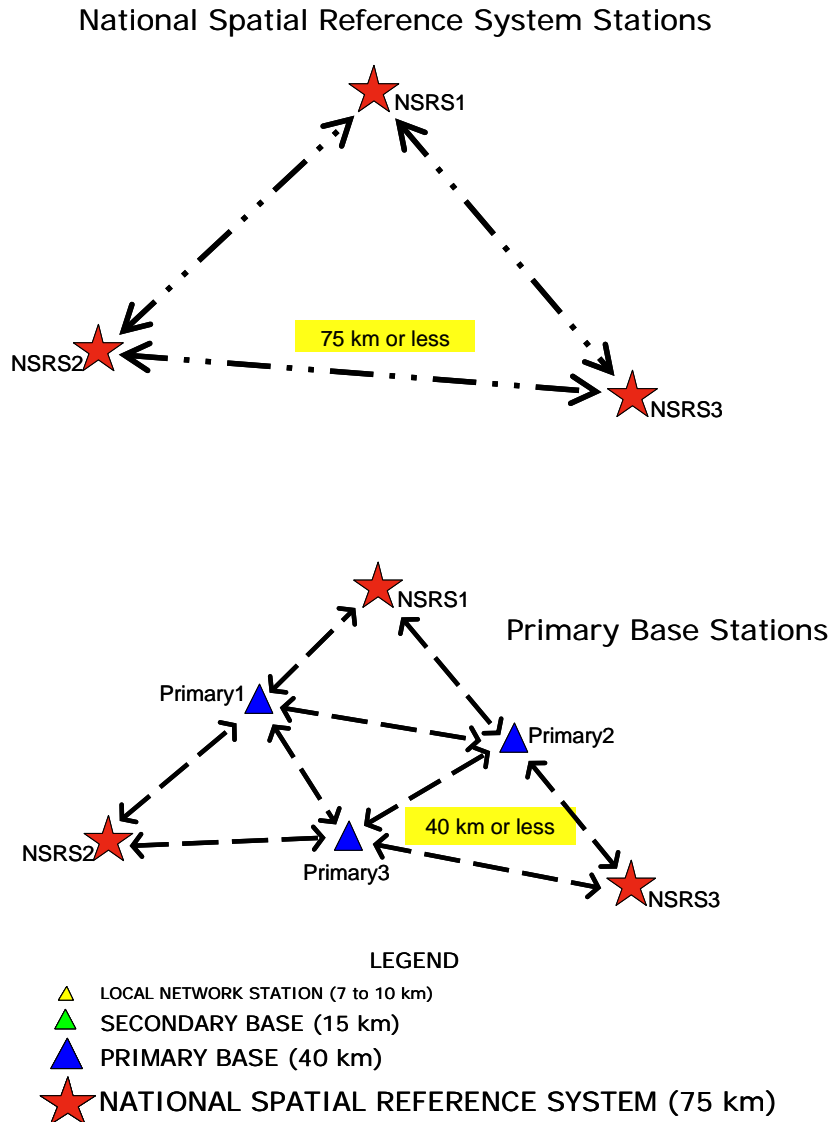 National Spatial Reference System Stations
NSRS1
75 km or less
NSRS2
NSRS3
NSRS1
Primary Base Stations
Primary1
Primary2
40 km or less
NSRS2
Primary3
NSRS3
LEGEND
LOCAL NETWORK STATION (7 to 10 km)
SECONDARY BASE (15 km)
PRIMARY BASE (40 km)
NATIONAL SPATIAL REFERENCE SYSTEM (75 km)